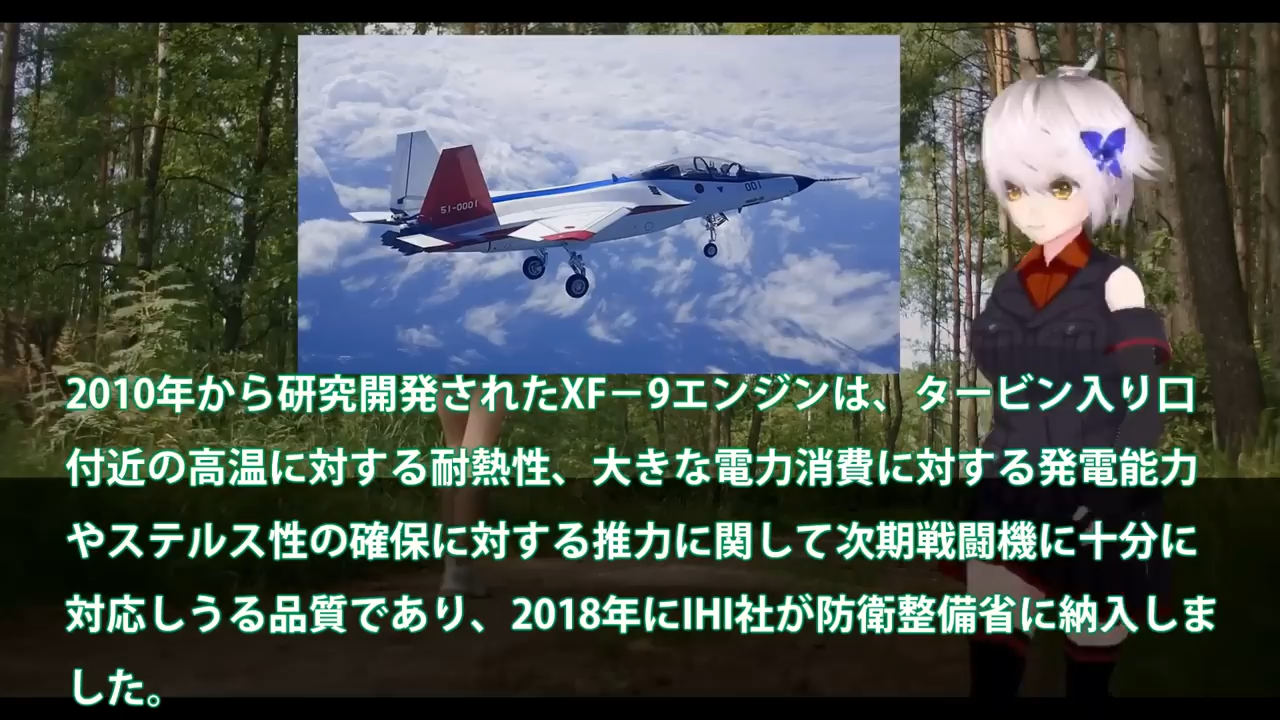 001
51-0001
2010年から研究開発されたXF－9エンジンは、タービン入り口
付近の高温に対する耐熱性、大きな電力消費に対する発電能力
やステルス性の確保に対する推力に関して次期戦闘機に十分に
対応しうる品質であり、2018年にIHI社が防衛整備省に納入しま
した。